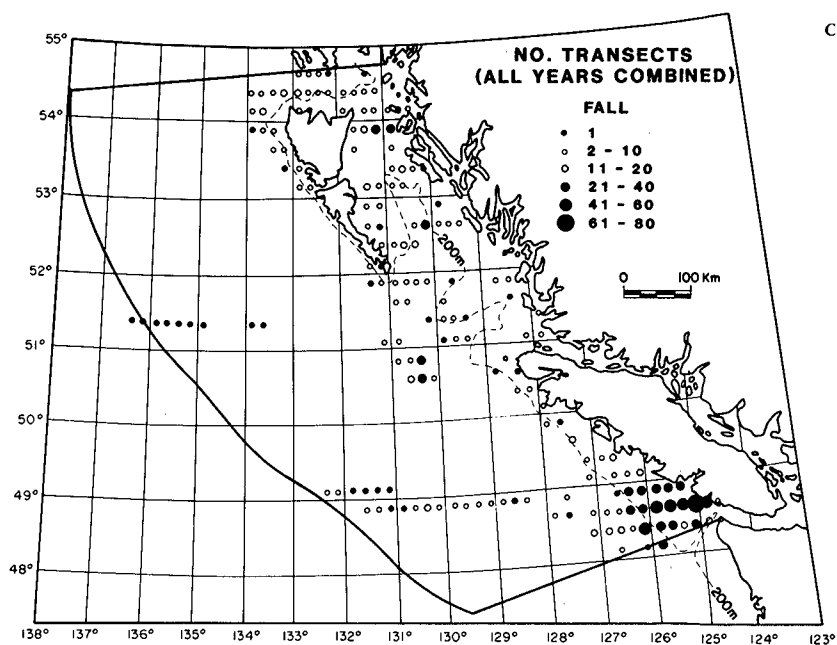 C
NO. TRANSECTS
(ALL YEARS COMBINED)
FALL
1
2 - 10
11 - 20
21 - 40
41 - 60
61 - 80
0 100 Km
55°
54°
53°
52°
51°
50°
49°
48°
200m
200m
138° 137° 136° 135° 134° 133° 132° 131° 130° 129° 128° 127° 126° 125° 124° 123°